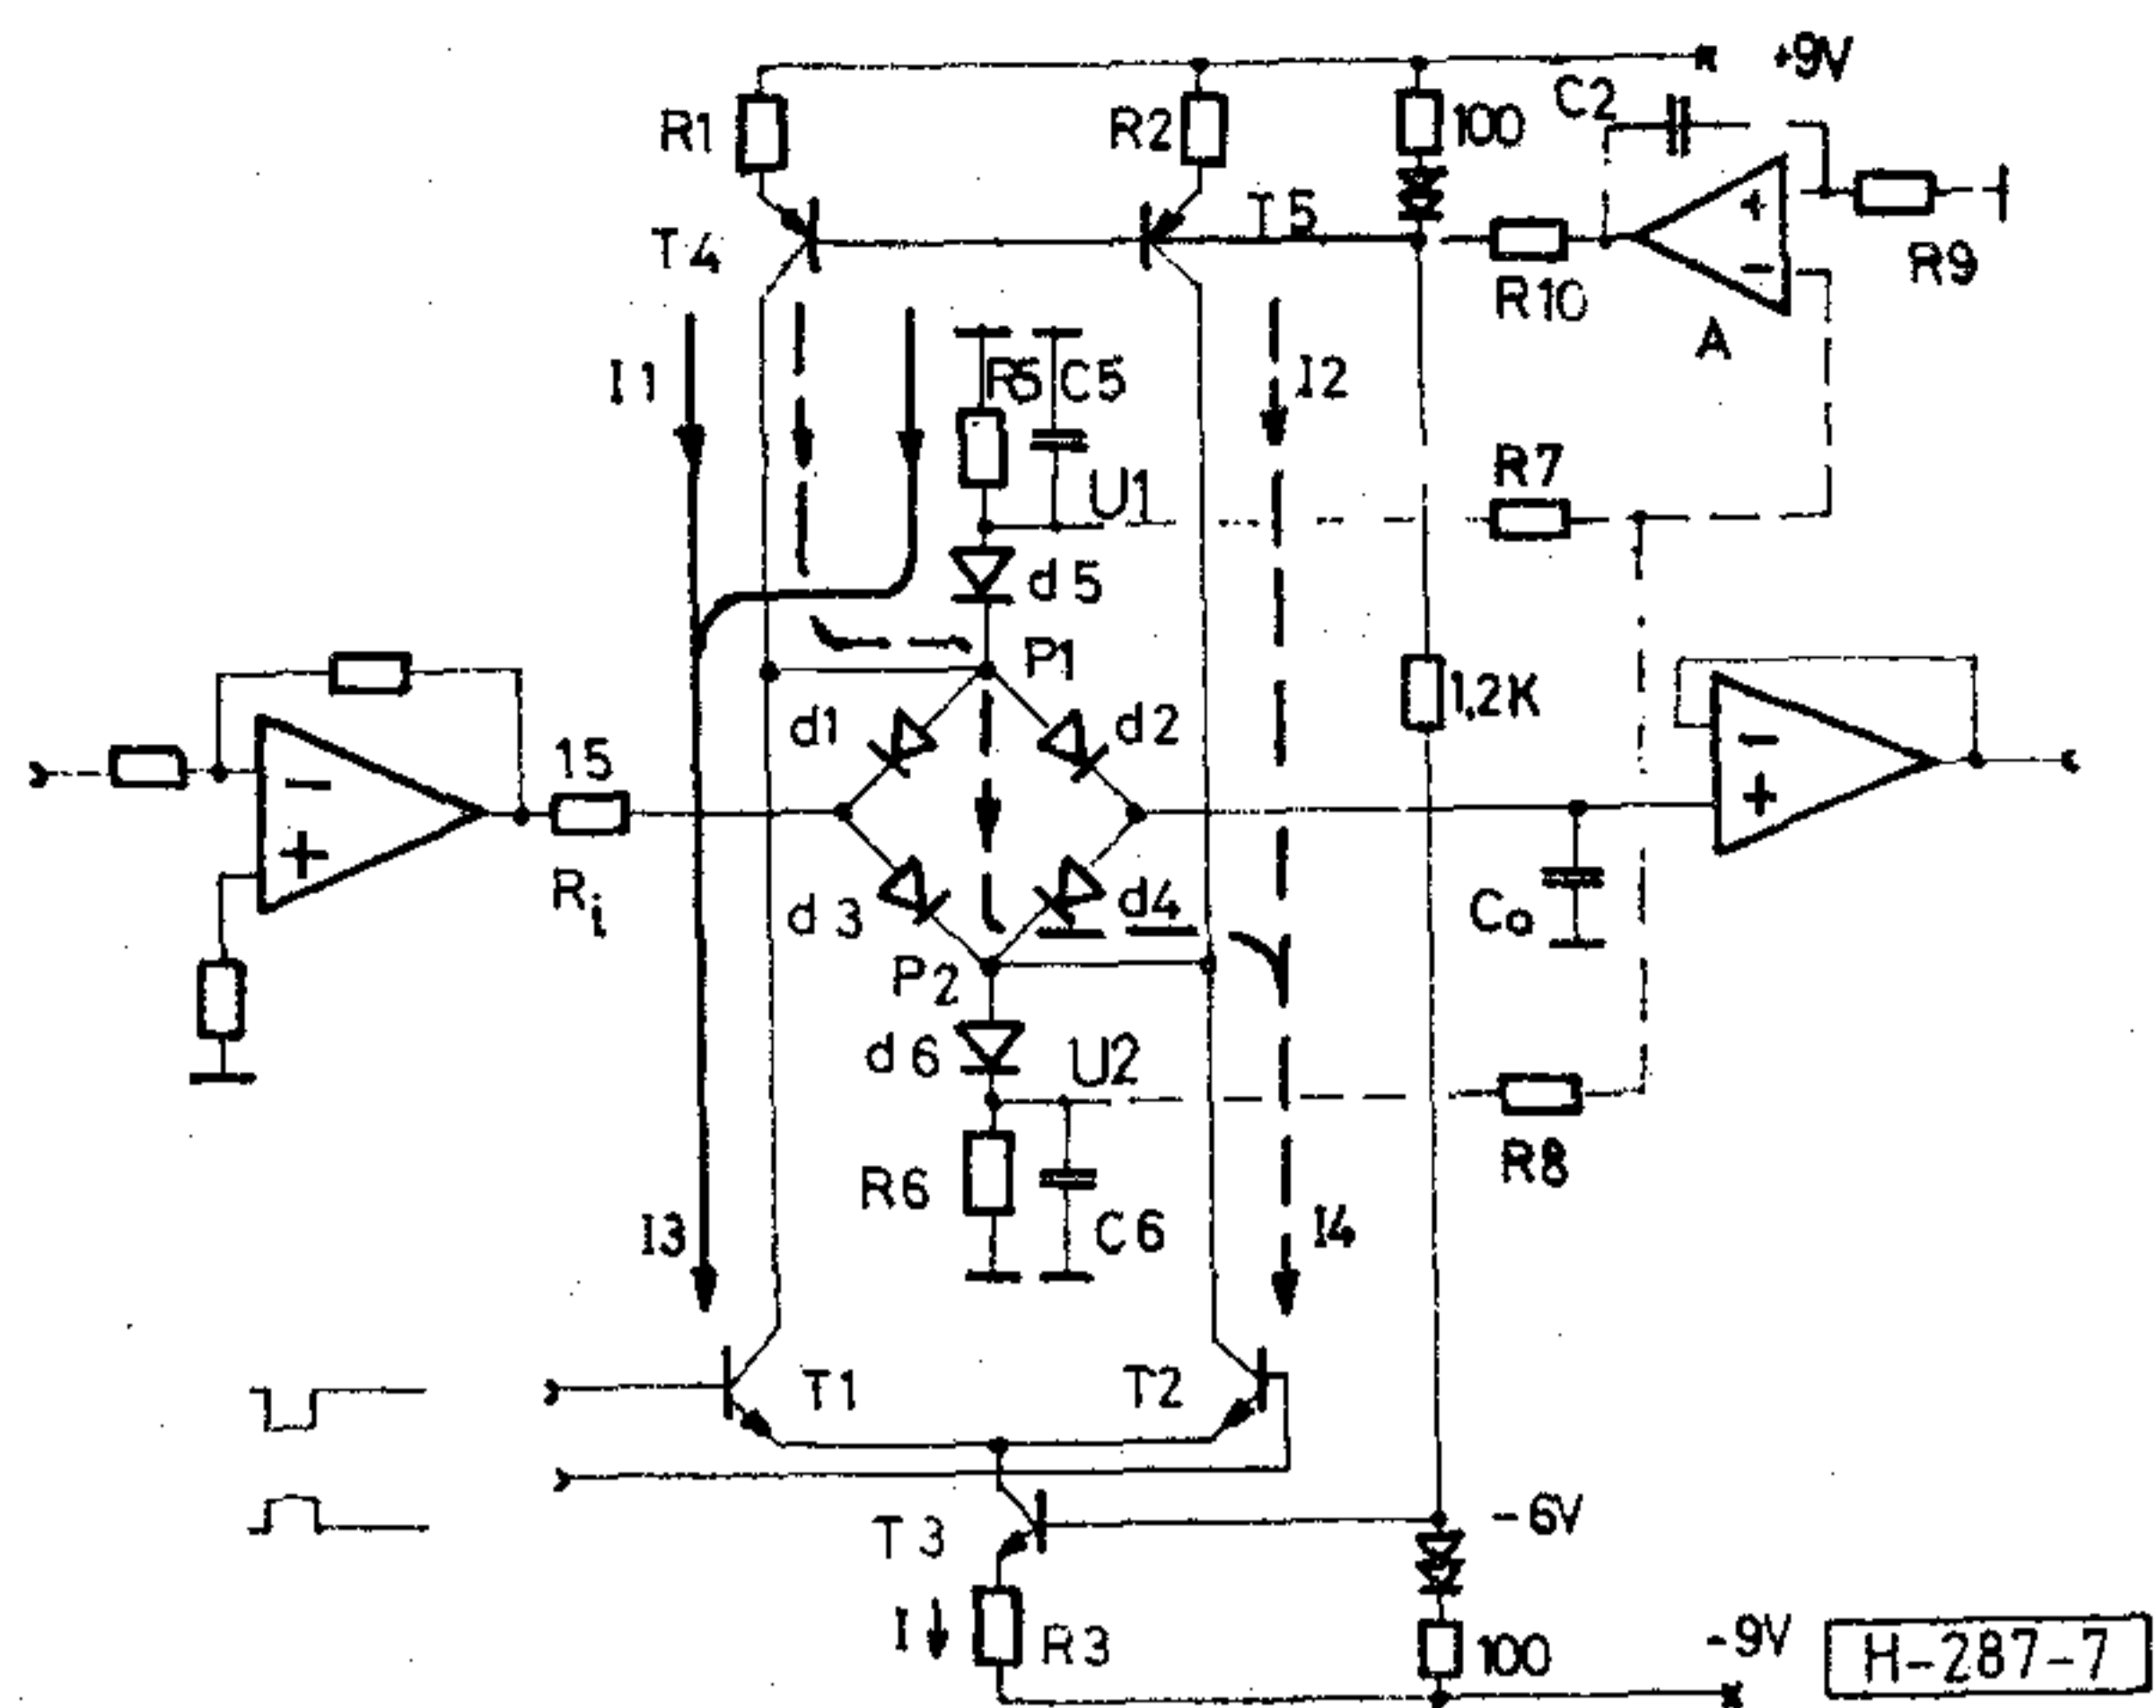 +9V
C2
R1
R2
100
T4
T5
+
-
R9
R10
A
I1
R5
C5
I2
U1
R7
d5
P1
d1
d2
1,2K
15
-
+
Ri
-
+
d3
d4
Co
P2
d6
U2
R8
R6
C6
I3
I4
T1
T2
T3
-6V
I
R3
100
-9V
H-287-7